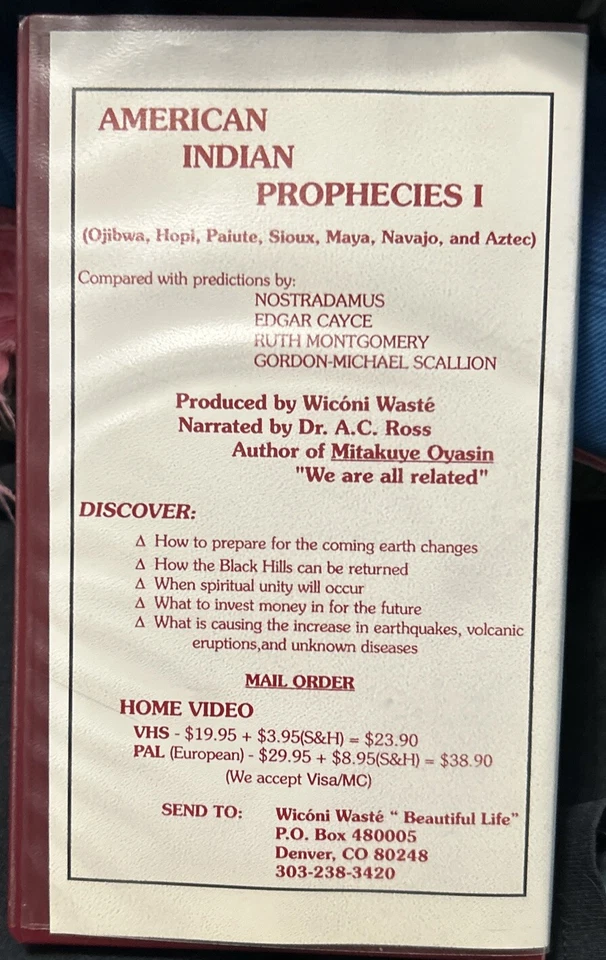 AMERICAN
INDIAN
PROPHECIES I
(Ojibwa, Hopi, Paiute, Sioux, Maya, Navajo, and Aztec)
Compared with predictions by:
NOSTRADAMUS
EDGAR CAYCE
RUTH MONTGOMERY
GORDON-MICHAEL SCALLION
Produced by Wicóni Wasté
Narrated by Dr. A.C. Ross
Author of Mitakuye Oyasin
"We are all related"
DISCOVER:
Δ How to prepare for the coming earth changes
Δ How the Black Hills can be returned
Δ When spiritual unity will occur
Δ What to invest money in for the future
Δ What is causing the increase in earthquakes, volcanic
eruptions,and unknown diseases
MAIL ORDER
HOME VIDEO
VHS - $19.95 + $3.95(S&H) = $23.90
PAL (European) - $29.95 + $8.95(S&H) = $38.90
(We accept Visa/MC)
SEND TO: Wicóni Wasté “ Beautiful Life”
P.O. Box 480005
Denver, CO 80248
303-238-3420